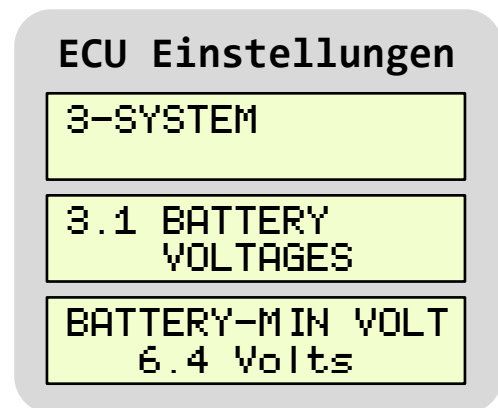 ECU Einstellungen
3-SYSTEM
3.1 BATTERY
VOLTAGES
BATTERY-MIN VOLT
6.4 Volts